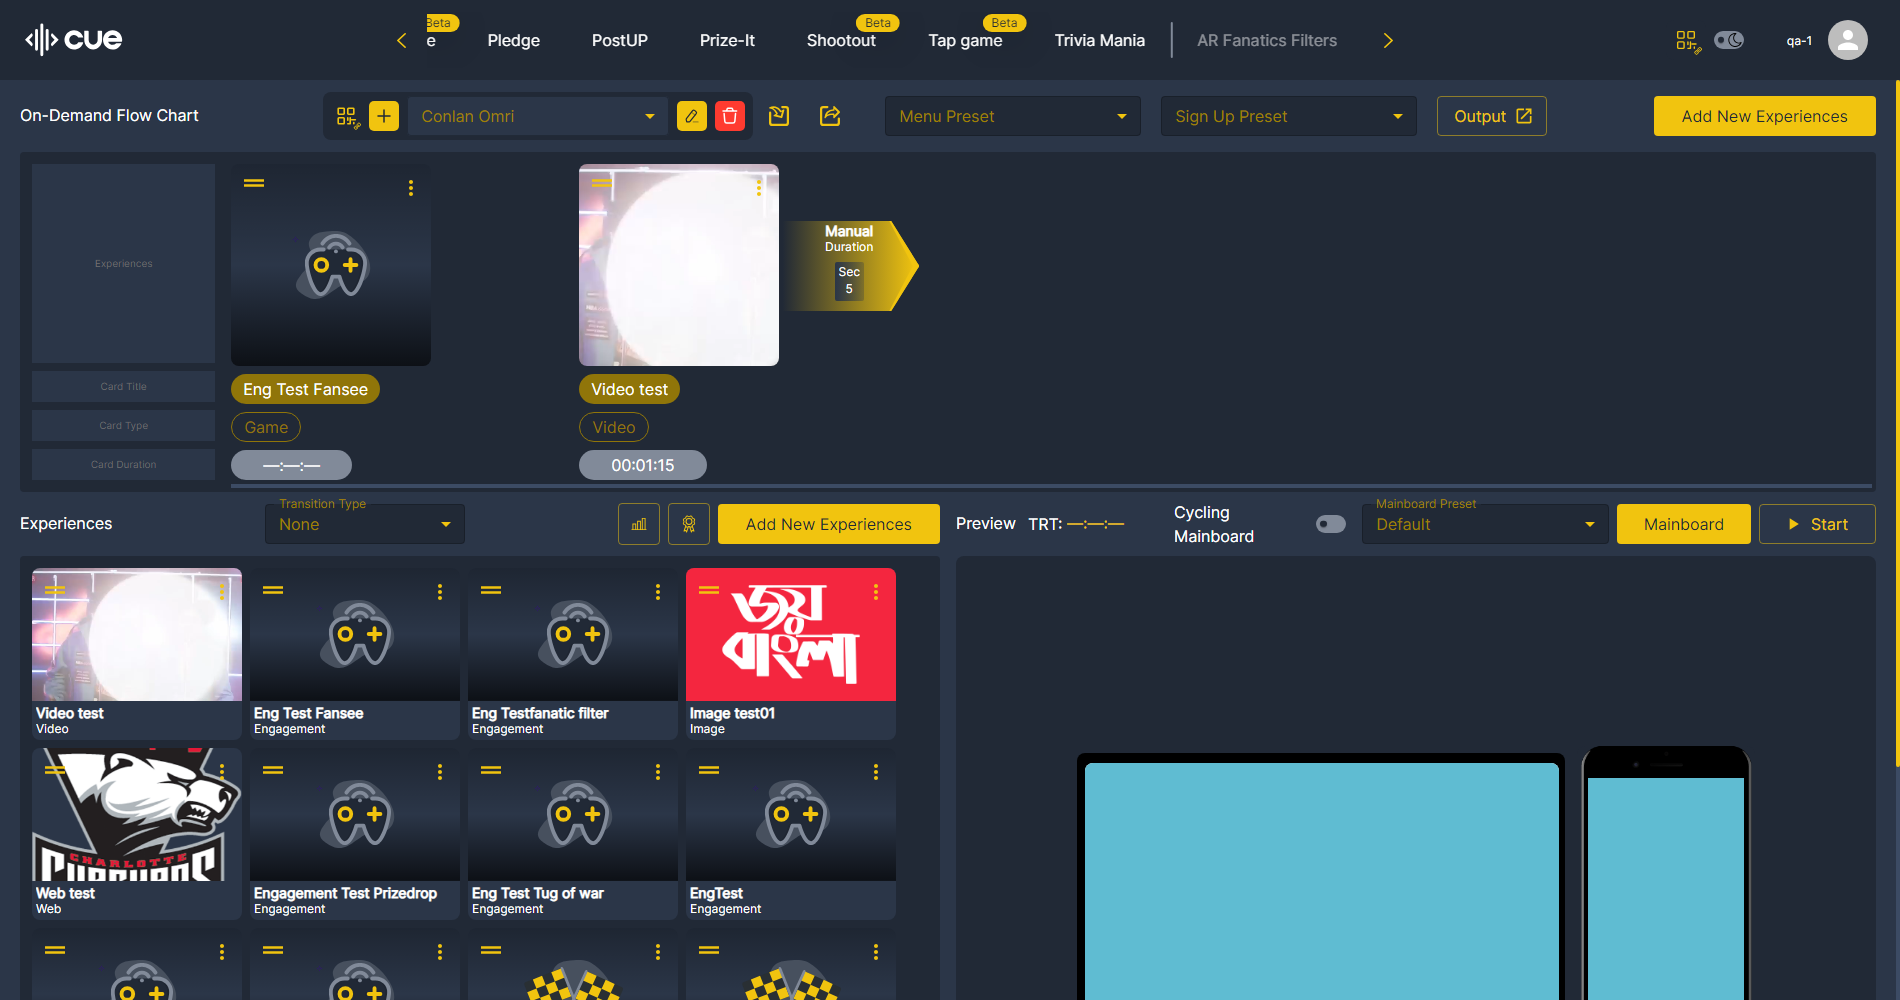 cue
Beta
e
Pledge
PostUP
Prize-It
Shootout
Beta
Tap game
Beta
Trivia Mania
AR Fanatics Filters
qa-1
On-Demand Flow Chart
Conlan Omri
Menu Preset
Sign Up Preset
Output
Add New Experiences
Experiences
Card Title
Card Type
Card Duration
Eng Test Fansee
Game
—:—:—
Video test
Video
00:01:15
Manual
Duration
Sec
5
Experiences
Transition Type
None
Add New Experiences
Preview
TRT: —:—:—
Cycling
Mainboard
Mainboard Preset
Default
Mainboard
Start
Video test
Video
Eng Test Fansee
Engagement
Eng Testfanatic filter
Engagement
জয়
বাংলা
Image test01
Image
CHARLOTTE
Web test
Web
Engagement Test Prizedrop
Engagement
Eng Test Tug of war
Engagement
EngTest
Engagement